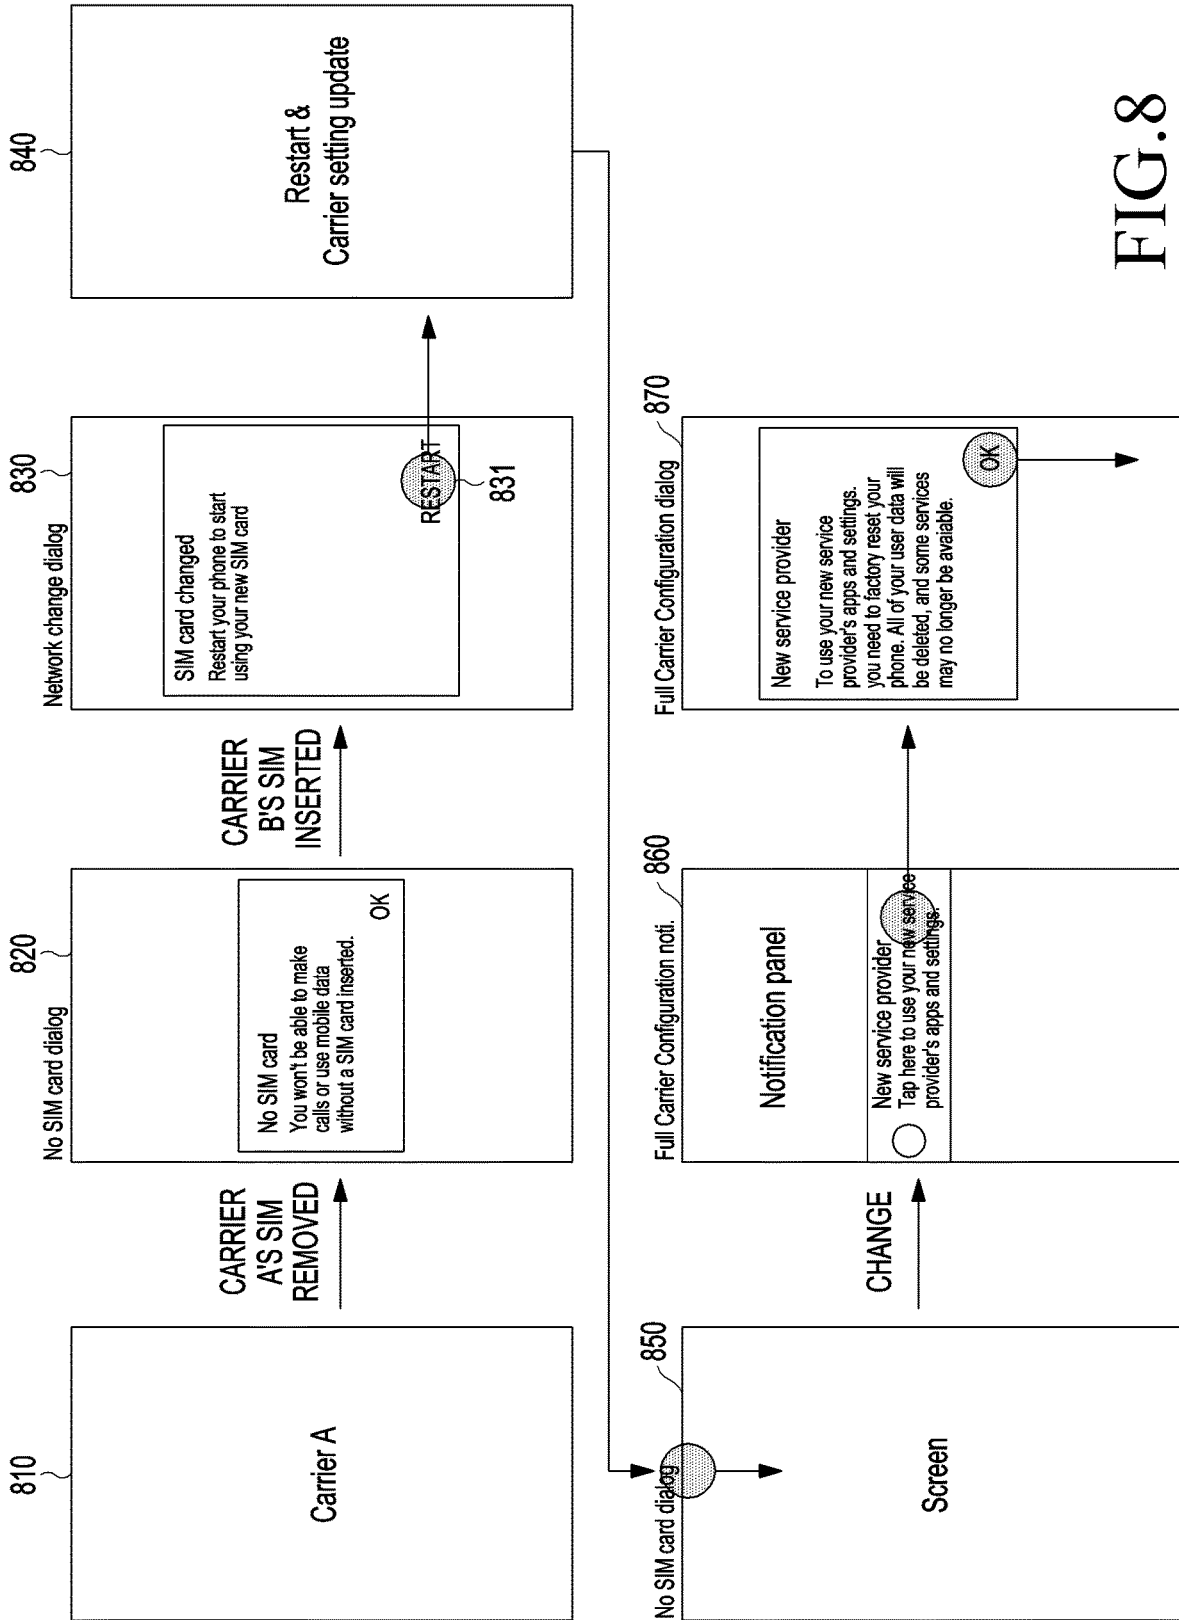 810
Carrier A
CARRIER
A'S SIM
REMOVED
820
No SIM card dialog
No SIM card
You won't be able to make
calls or use mobile data
without a SIM card inserted.
OK
CARRIER
B'S SIM
INSERTED
830
Network change dialog
SIM card changed
Restart your phone to start
using your new SIM card
RESTART
831
840
Restart &
Carrier setting update
850
No SIM card dialog
Screen
CHANGE
860
Full Carrier Configuration noti.
Notification panel
New service provider
Tap here to use your new service
provider's apps and settings.
870
Full Carrier Configuration dialog
New service provider
To use your new service
provider's apps and settings.
you need to factory reset your
phone. All of your user data will
be deleted, and some services
may no longer be avaiable.
OK
FIG.8